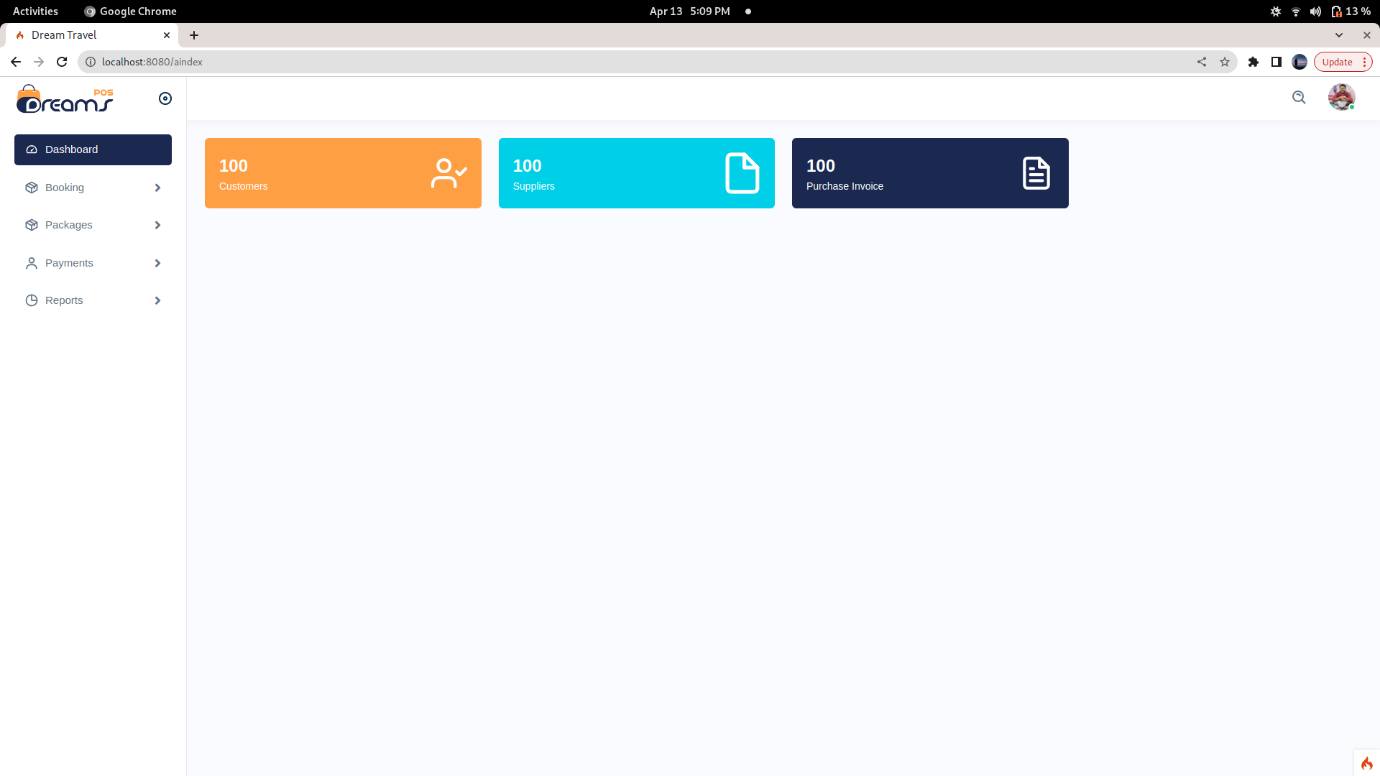 Activities
Google Chrome
Apr 13 5:09 PM
13 %
Dream Travel
localhost:8080/aindex
Update
Dreams
POS
Dashboard
Booking
Packages
Payments
Reports
100
Customers
100
Suppliers
100
Purchase Invoice